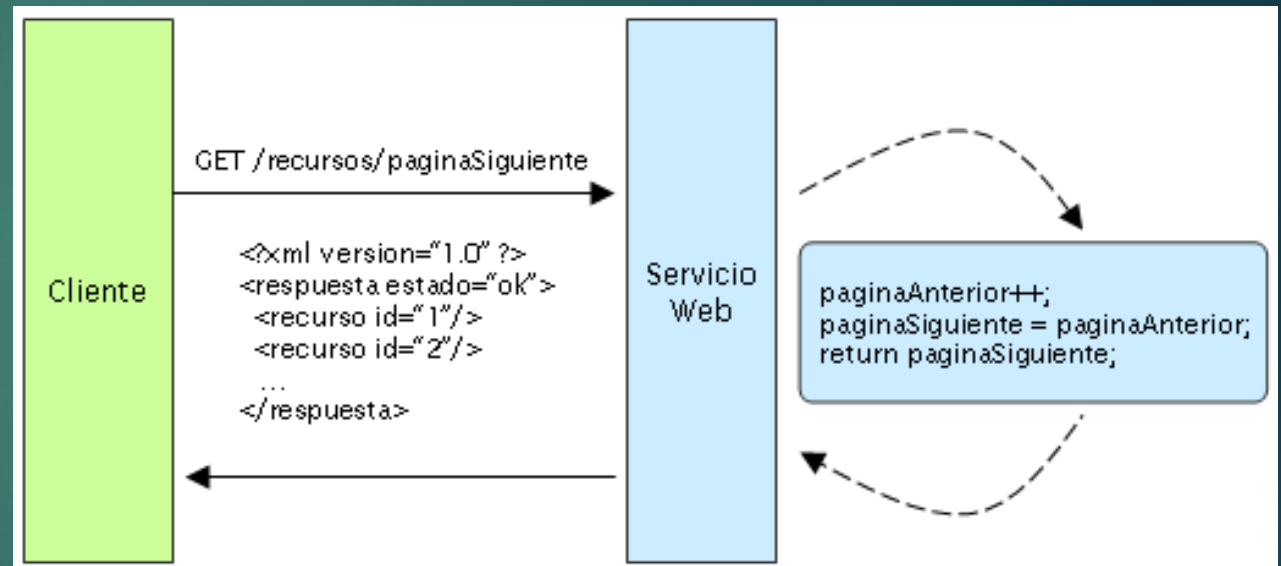 Cliente
GET /recursos/paginaSiguiente
<?xml version="1.0" ?>
<respuesta estado="ok">
<recurso id="1"/>
<recurso id="2"/>
...
</respuesta>
Servicio
Web
paginaAnterior++;
paginaSiguiente = paginaAnterior;
return paginaSiguiente;